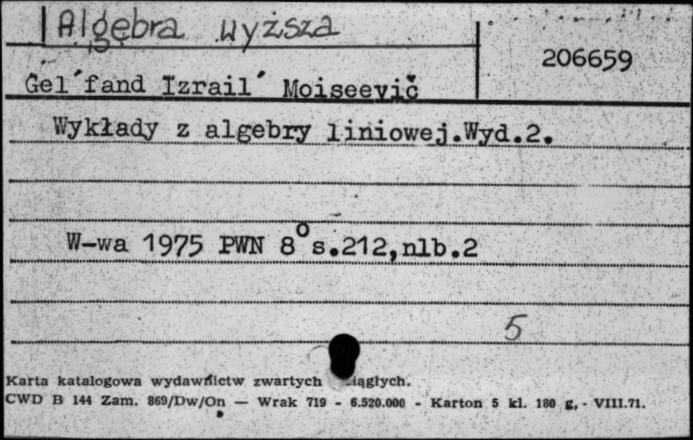 Algebra wyższa
206659
Gel´fand Izrail´ Moiseevič
Wykłady z algebry liniowej.Wyd.2.
W-wa 1975 PWN 8° s.212,nlb.2
5
Karta katalogowa wydawnictw zwartych
CWD B 144 Zam. 869/Dw/On — Wrak 719 - 6.520.000 - Karton 5 kl. 180 g, - VIII.71.